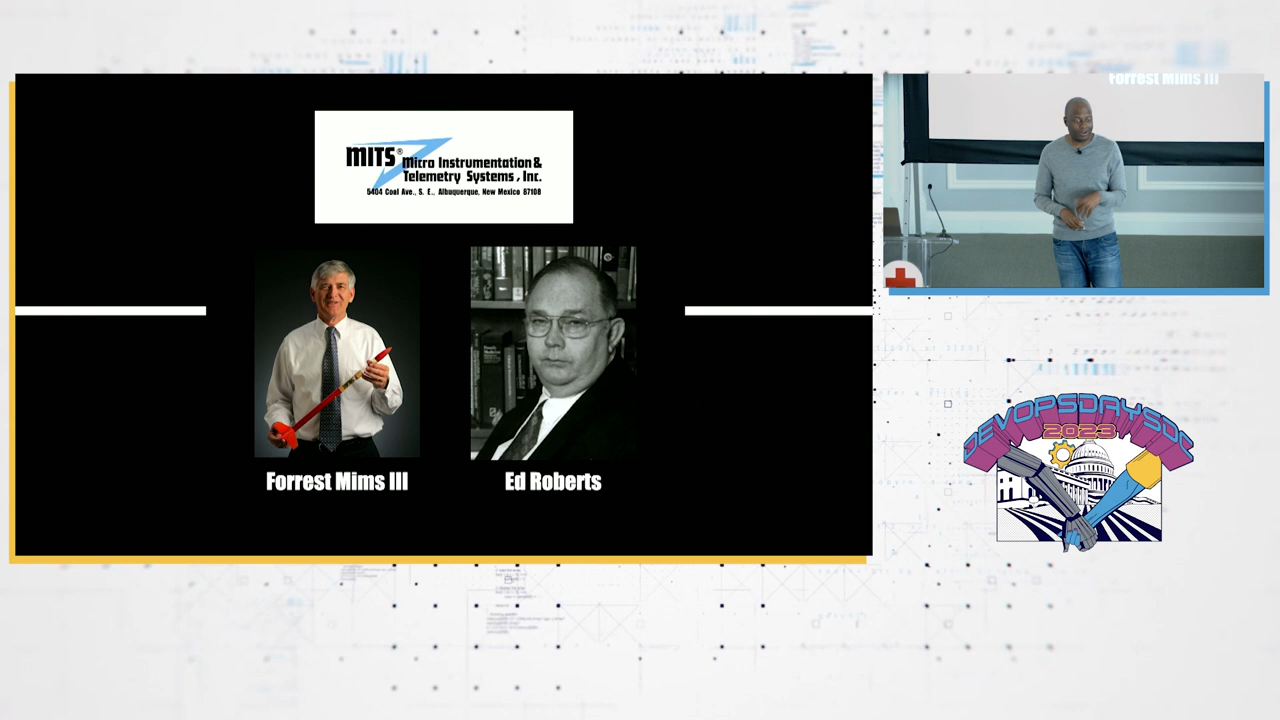 MITS®
Micro Instrumentation &
Telemetry Systems, Inc.
5404 Coal Ave., S. E., Albuquerque, New Mexico 87108
Forrest Mims III
Ed Roberts
Forrest Mims III
DEVOPSDAYSDC
2023